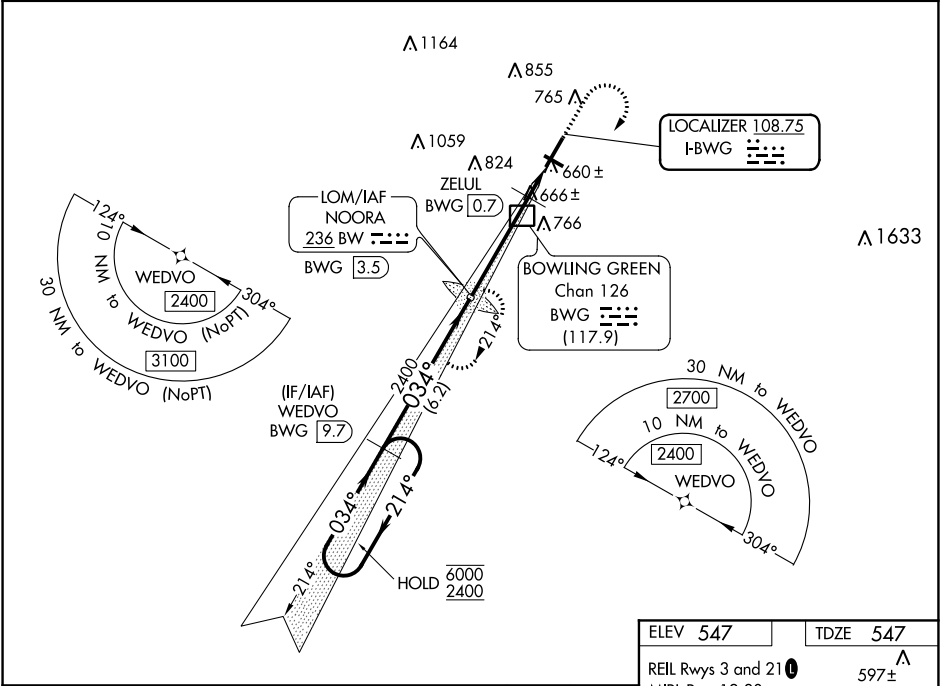 1164
855
765
LOCALIZER 108.75
I-BWG
1059
824
660 ±
ZELUL
BWG 0.7
666 ±
LOM/IAF
NOORA
236 BW
BWG 3.5
766
1633
BOWLING GREEN
Chan 126
BWG
(117.9)
124°
10 NM to WEDVO (NoPT)
WEDVO
2400
304°
3100
30 NM to WEDVO (NoPT)
214°
2400
034°
(6.2)
(IF/IAF)
WEDVO
BWG 9.7
30 NM to WEDVO
2700
10 NM to WEDVO
2400
124°
WEDVO
304°
034°
214°
214°
HOLD 6000
2400
ELEV 547
TDZE 547
REIL Rwys 3 and 21 L
597 ±